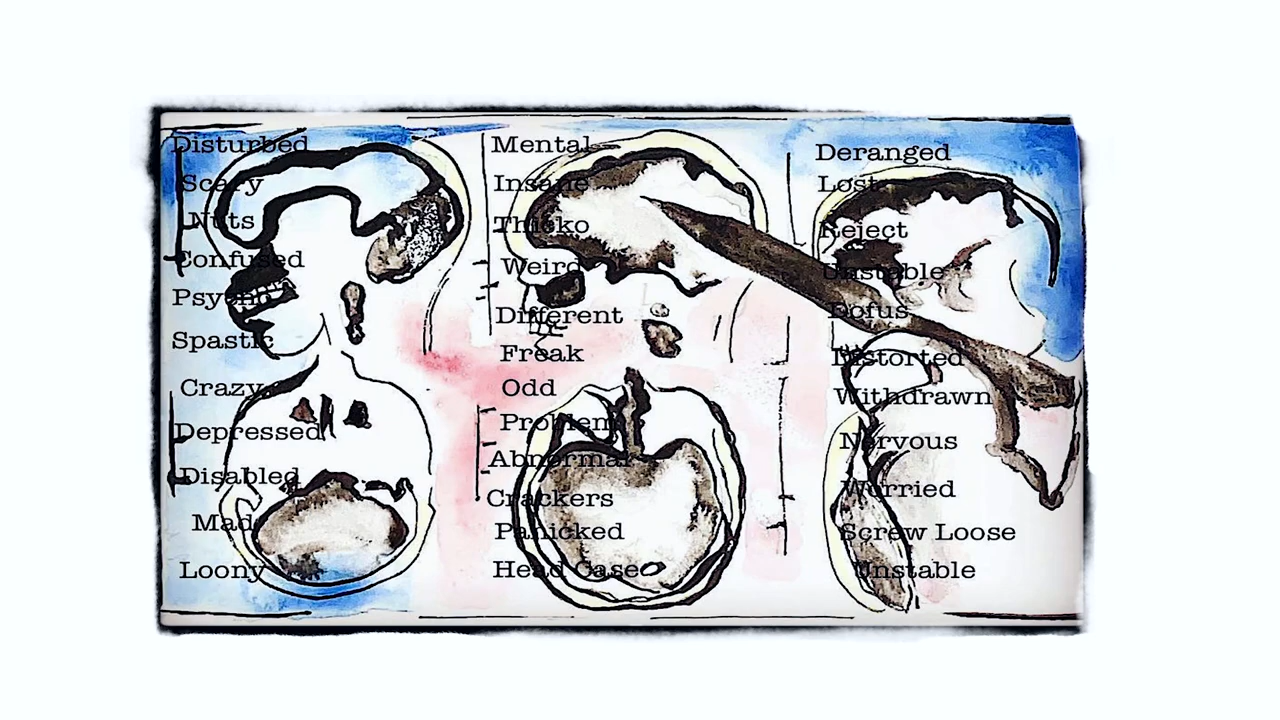 Disturbed
Scary
Nuts
Confused
Psycho
Spastic
Crazy
Depressed
Disabled
Mad
Loony
Mental
Insane
Thicko
Weird
Different
Freak
Odd
Problem
Abnormal
Crackers
Panicked
Head Case
Deranged
Lost
Reject
Unstable
Dofus
Distorted
Withdrawn
Nervous
Worried
Screw Loose
Unstable